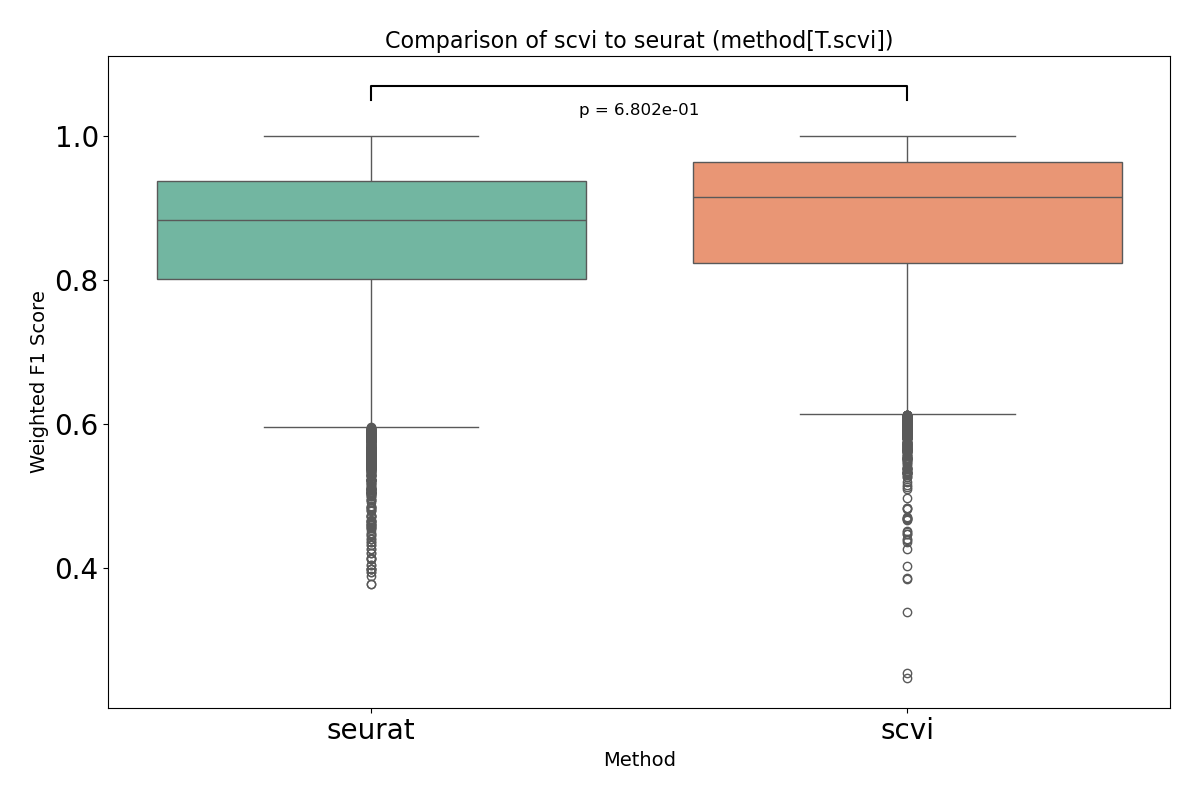 Comparison of scvi to seurat (method[T.scvi])
p = 6.802e-01
1.0
0.8
0.6
0.4
Weighted F1 Score
seurat
scvi
Method